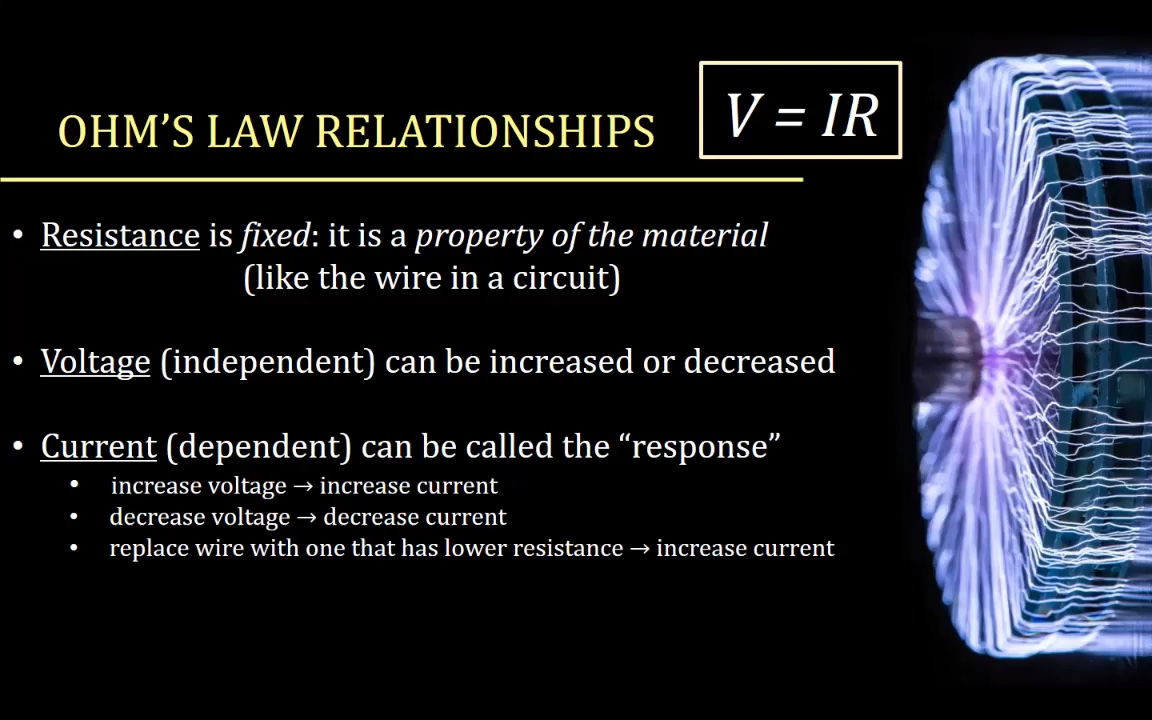 OHM’S LAW RELATIONSHIPS
V = IR
• Resistance is fixed: it is a property of the material
(like the wire in a circuit)
• Voltage (independent) can be increased or decreased
• Current (dependent) can be called the “response”
• increase voltage → increase current
• decrease voltage → decrease current
• replace wire with one that has lower resistance → increase current